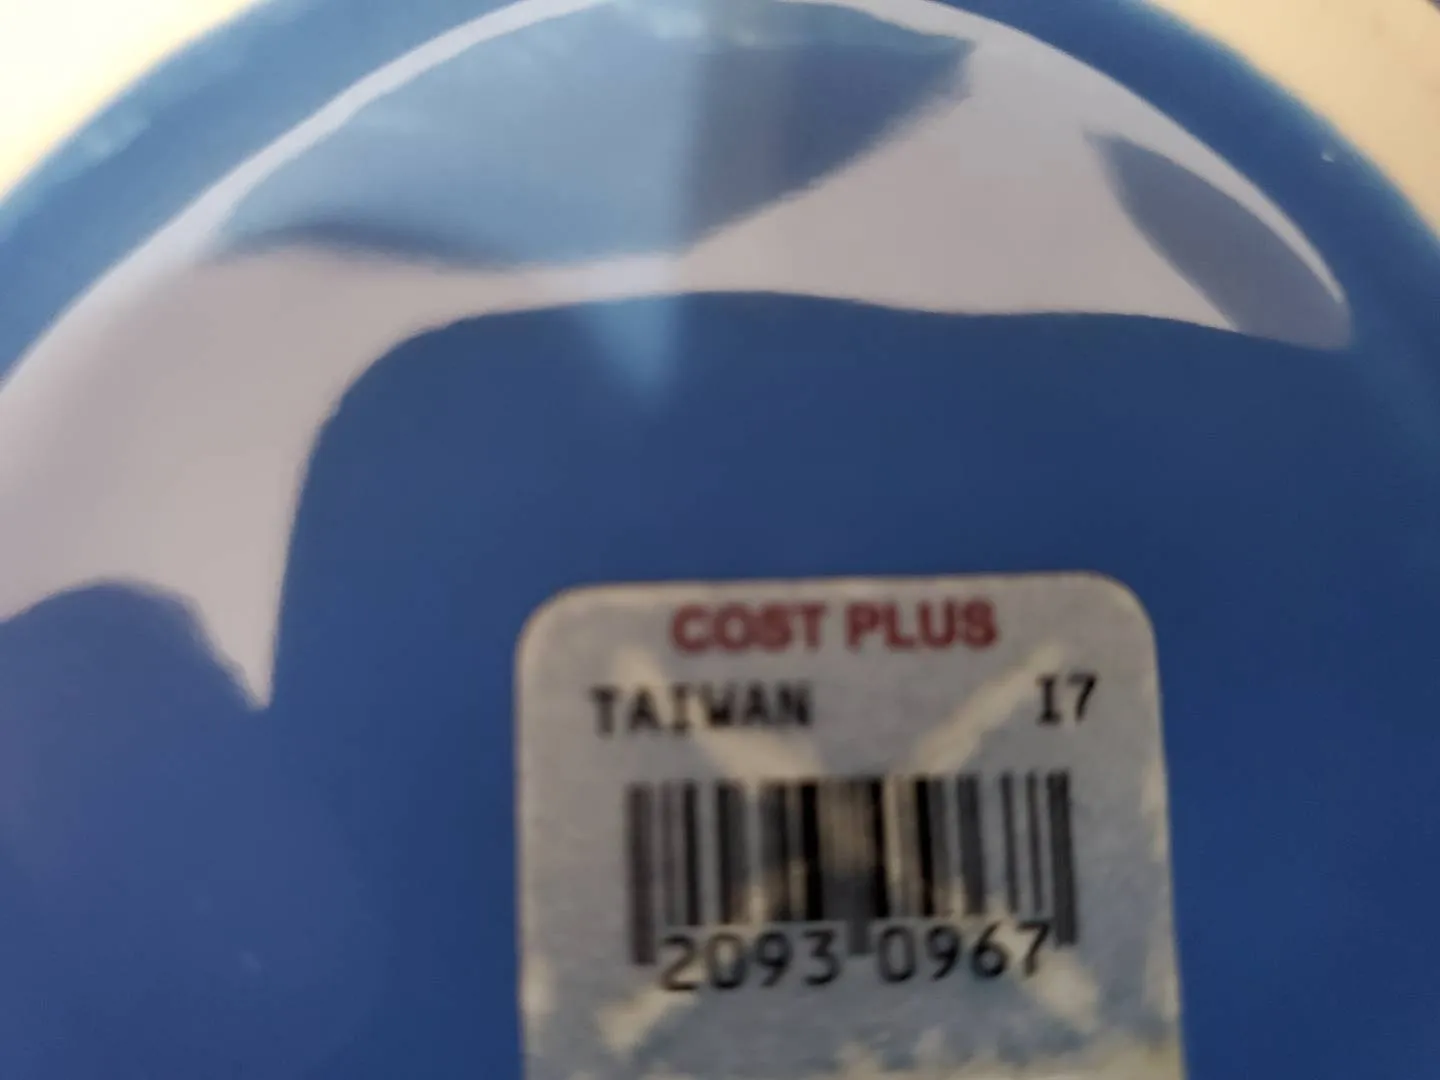 COST PLUS
TAIWAN I7
2093 0967